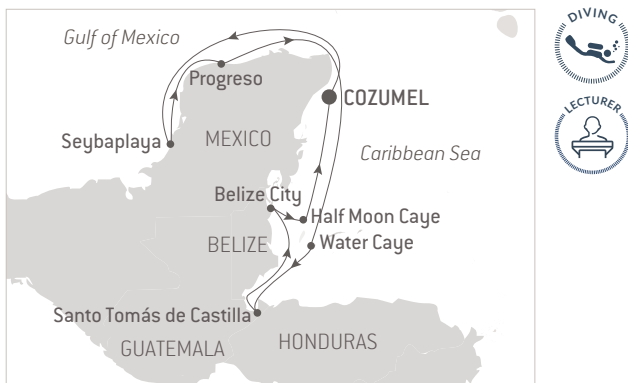 Gulf of Mexico
DIVING
Progreso
COZUMEL
LECTURER
Seybaplaya
MEXICO
Caribbean Sea
Belize City
Half Moon Caye
BELIZE
Water Caye
Santo Tomás de Castilla
HONDURAS
GUATEMALA